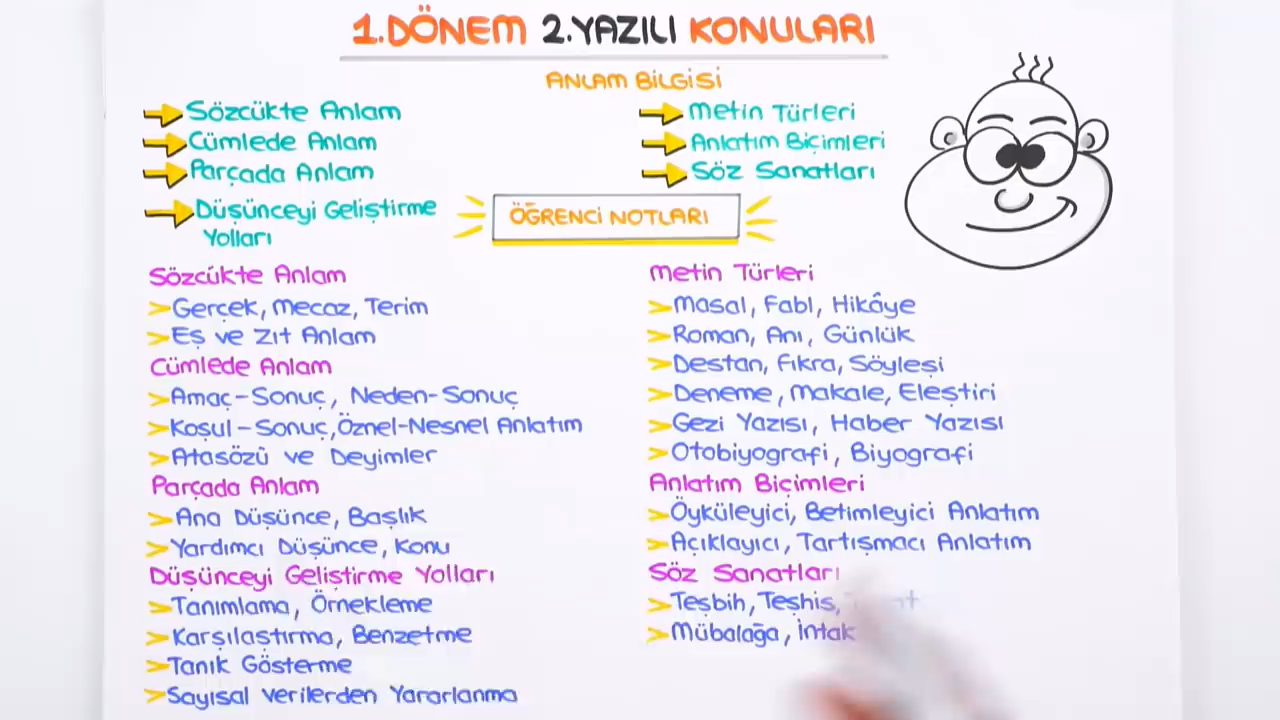 1.DÖNEM 2.YAZILI KONULARI
ANLAM BİLGİSİ
Sözcükte Anlam
Cümlede Anlam
Parçada Anlam
Düşünceyi Geliştirme
Yolları
Metin Türleri
Anlatım Biçimleri
Söz Sanatları
ÖĞRENCİ NOTLARI
Sözcükte Anlam
>Gerçek, Mecaz, Terim
>Eş ve Zıt Anlam
Cümlede Anlam
>Amaç-Sonuç, Neden-Sonuç
>Koşul-Sonuç,Öznel-Nesnel Anlatım
>Atasözü ve Deyimler
Parçada Anlam
>Ana Düşünce, Başlık
>Yardımcı Düşünce, Konu
Düşünceyi Geliştirme Yolları
>Tanımlama, Örnekleme
>Karşılaştırma, Benzetme
>Tanık Gösterme
>Sayısal Verilerden Yararlanma
Metin Türleri
>Masal, Fabl, Hikâye
>Roman, Anı, Günlük
>Destan, Fıkra, Söyleşi
>Deneme, Makale, Eleştiri
>Gezi Yazısı, Haber Yazısı
>Otobiyografi, Biyografi
Anlatım Biçimleri
>Öyküleyici, Betimleyici Anlatım
>Açıklayıcı, Tartışmacı Anlatım
Söz Sanatları
>Teşbih, Teşhis,
>Mübalağa, İntak